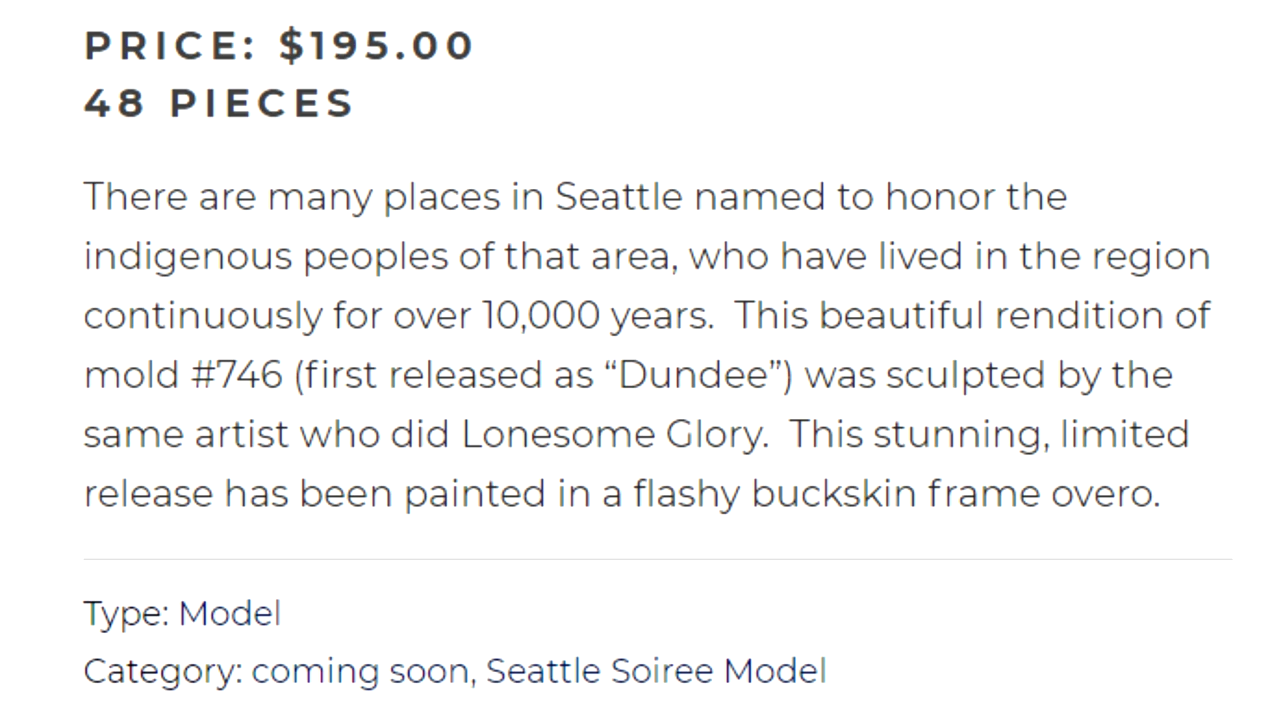 PRICE: $195.00
48 PIECES
There are many places in Seattle named to honor the
indigenous peoples of that area, who have lived in the region
continuously for over 10,000 years.  This beautiful rendition of
mold #746 (first released as “Dundee”) was sculpted by the
same artist who did Lonesome Glory.  This stunning, limited
release has been painted in a flashy buckskin frame overo.
Type: Model
Category: coming soon, Seattle Soiree Model